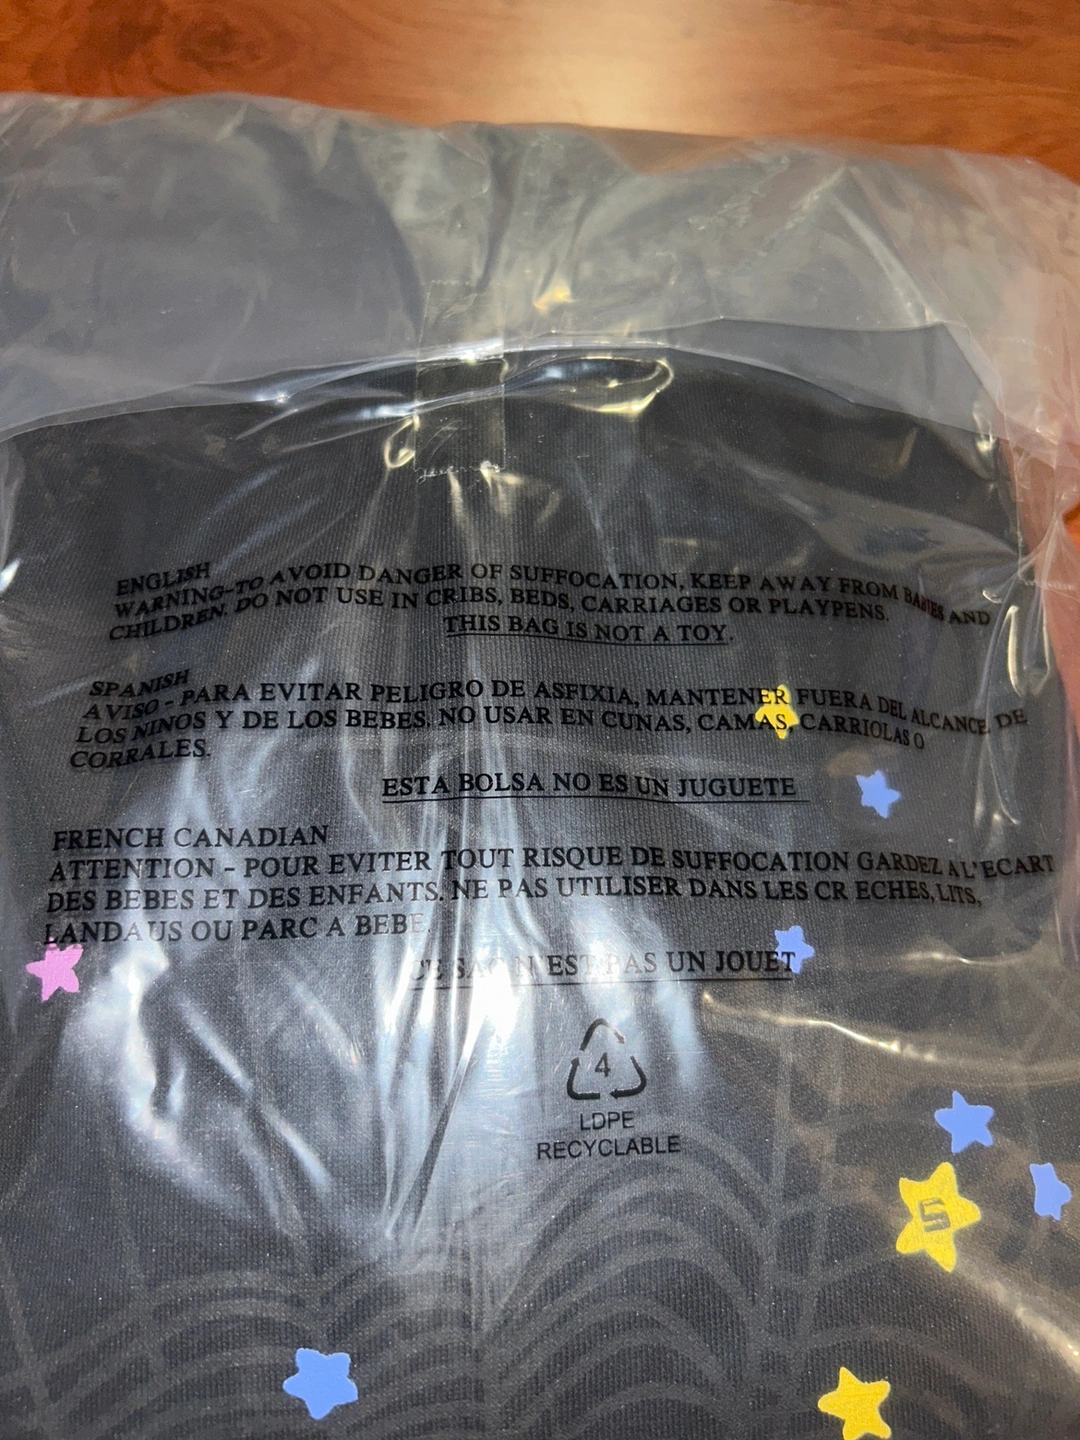 ENGLISH
WARNING-TO AVOID DANGER OF SUFFOCATION, KEEP AWAY FROM BABIES AND
CHILDREN. DO NOT USE IN CRIBS, BEDS, CARRIAGES OR PLAYPENS.
THIS BAG IS NOT A TOY.
SPANISH
AVISO - PARA EVITAR PELIGRO DE ASFIXIA, MANTENER FUERA DEL ALCANCE DE
LOS NINOS Y DE LOS BEBES. NO USAR EN CUNAS, CAMAS, CARRIOLAS O
CORRALES.
ESTA BOLSA NO ES UN JUGUETE
FRENCH CANADIAN
ATTENTION - POUR EVITER TOUT RISQUE DE SUFFOCATION GARDEZ A L'ECART
DES BEBES ET DES ENFANTS. NE PAS UTILISER DANS LES CR ECHES, LITS,
LANDAUS OU PARC A BEBE.
CE SAC N'EST PAS UN JOUET
4
LDPE
RECYCLABLE
5